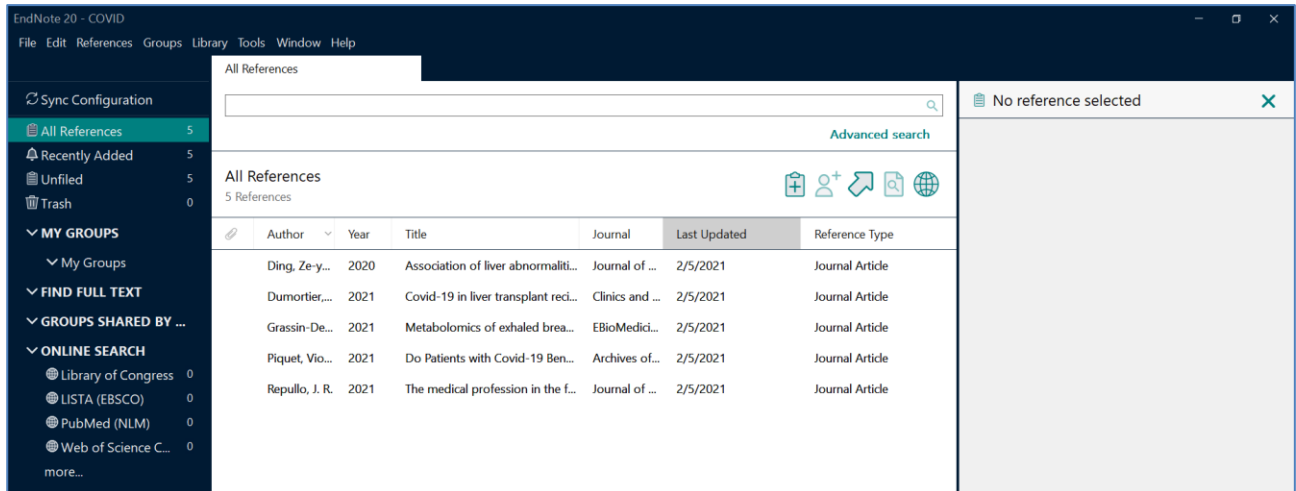 EndNote 20 - COVID
File Edit References Groups Library Tools Window Help
All References
Sync Configuration
All References 5
Recently Added 5
Unfiled 5
Trash 0
MY GROUPS
My Groups
FIND FULL TEXT
GROUPS SHARED BY ...
ONLINE SEARCH
Library of Congress 0
LISTA (EBSCO) 0
PubMed (NLM) 0
Web of Science C... 0
more...
Advanced search
All References
5 References
Author Year Title Journal Last Updated Reference Type
Ding, Ze-y... 2020 Association of liver abnormaliti... Journal of ... 2/5/2021 Journal Article
Dumortier,... 2021 Covid-19 in liver transplant reci... Clinics and ... 2/5/2021 Journal Article
Grassin-De... 2021 Metabolomics of exhaled brea... EBioMedici... 2/5/2021 Journal Article
Piquet, Vio... 2021 Do Patients with Covid-19 Ben... Archives of... 2/5/2021 Journal Article
Repullo, J. R. 2021 The medical profession in the f... Journal of ... 2/5/2021 Journal Article
No reference selected